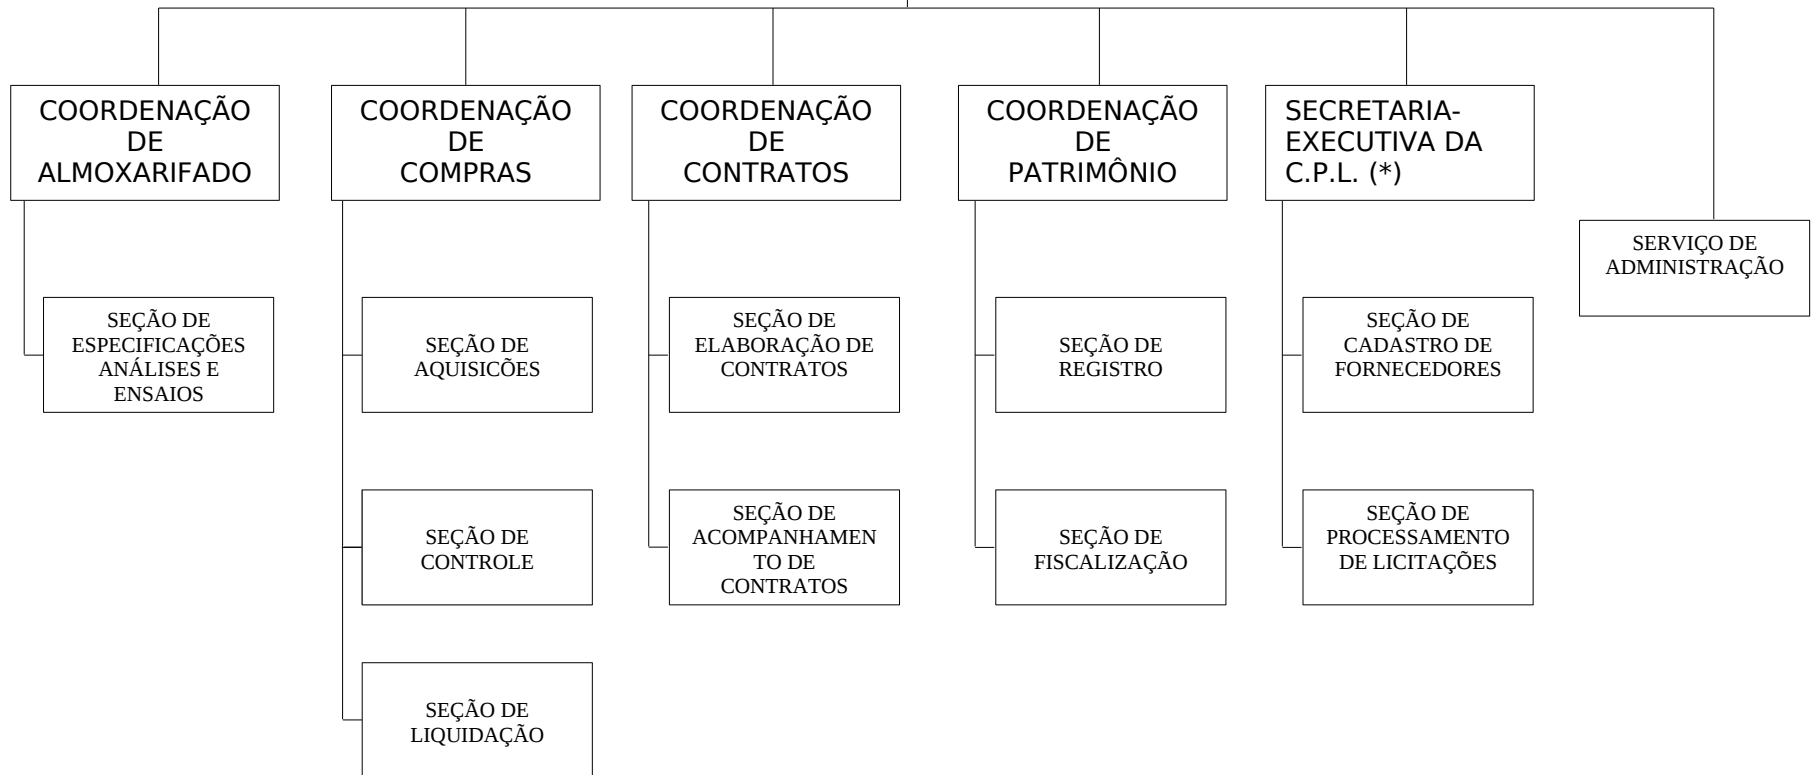 COORDENAÇÃO
DE
ALMOXARIFADO
COORDENAÇÃO
DE
COMPRAS
COORDENAÇÃO
DE
CONTRATOS
COORDENAÇÃO
DE
PATRIMÔNIO
SECRETARIA-
EXECUTIVA DA
C.P.L. (*)
SERVIÇO DE
ADMINISTRAÇÃO
SEÇÃO DE
ESPECIFICAÇÕES
ANÁLISES E
ENSAIOS
SEÇÃO DE
AQUISICÕES
SEÇÃO DE
ELABORAÇÃO DE
CONTRATOS
SEÇÃO DE
REGISTRO
SEÇÃO DE
CADASTRO DE
FORNECEDORES
SEÇÃO DE
CONTROLE
SEÇÃO DE
ACOMPANHAMEN
TO DE
CONTRATOS
SEÇÃO DE
FISCALIZAÇÃO
SEÇÃO DE
PROCESSAMENTO
DE LICITAÇÕES
SEÇÃO DE
LIQUIDAÇÃO